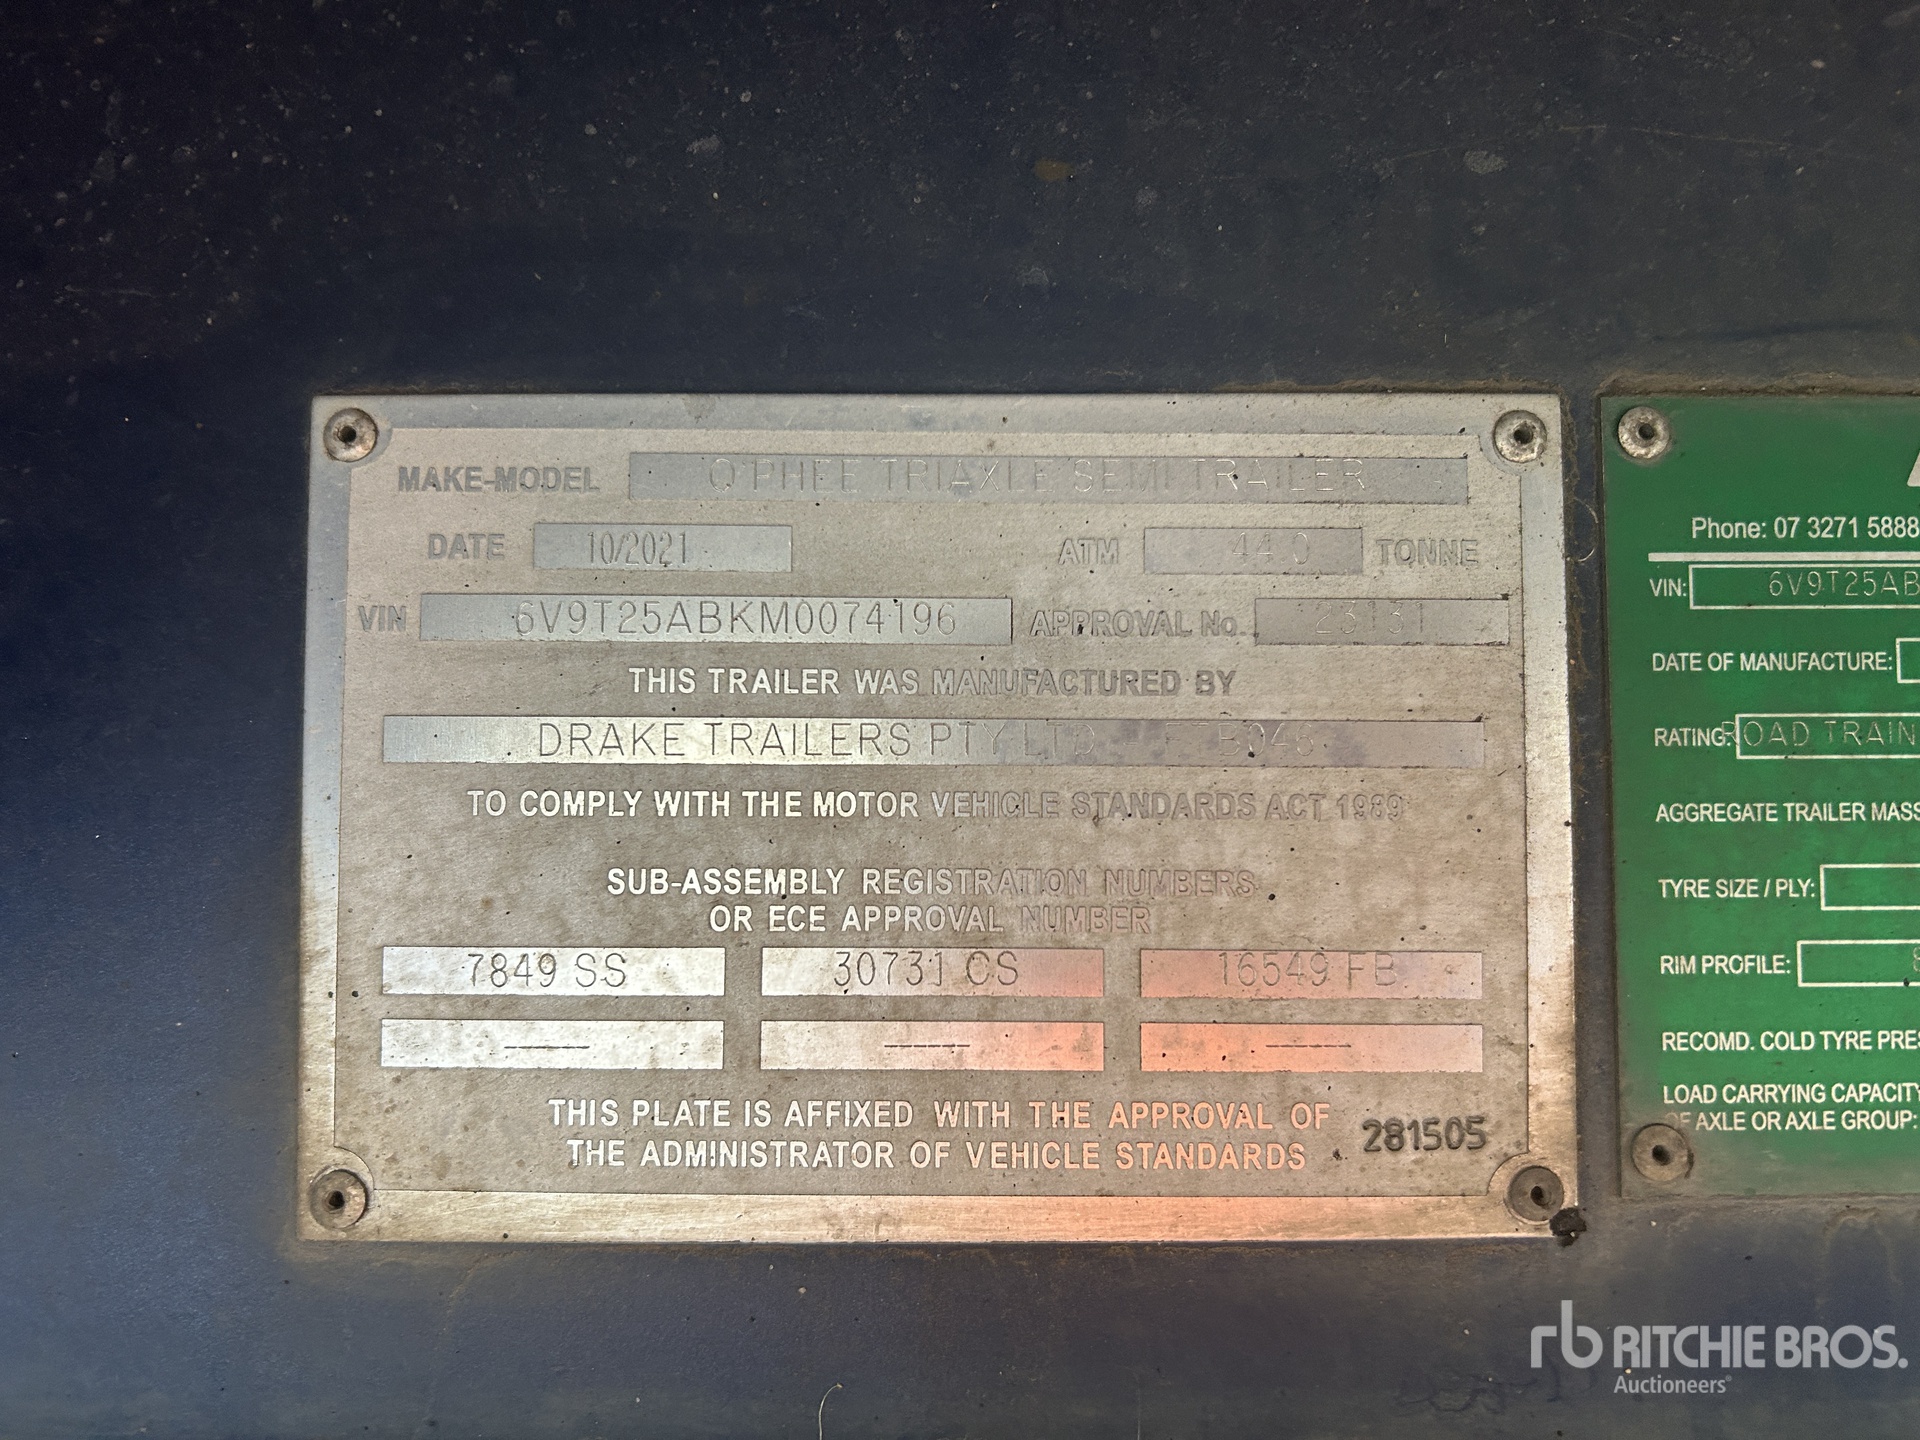 MAKE-MODEL O'PHEE TRIAXLE SEMI TRAILER
DATE 10/2021 ATM 44.0 TONNE
VIN 6V9T25ABKM0074196 APPROVAL No. 23131
THIS TRAILER WAS MANUFACTURED BY
DRAKE TRAILERS PTY LTD - B046
TO COMPLY WITH THE MOTOR VEHICLE STANDARDS ACT 1989
SUB-ASSEMBLY REGISTRATION NUMBERS
OR ECE APPROVAL NUMBER
7849 SS 30731 CS 16549 FB
THIS PLATE IS AFFIXED WITH THE APPROVAL OF
THE ADMINISTRATOR OF VEHICLE STANDARDS
281505
Phone: 07 3271 5888
VIN: 6V9T25AB
DATE OF MANUFACTURE:
RATING: ROAD TRAIN
AGGREGATE TRAILER MASS
TYRE SIZE / PLY:
RIM PROFILE: 8
RECOMD. COLD TYRE PRES
LOAD CARRYING CAPACITY
OF AXLE OR AXLE GROUP:
rb RITCHIE BROS.
Auctioneers